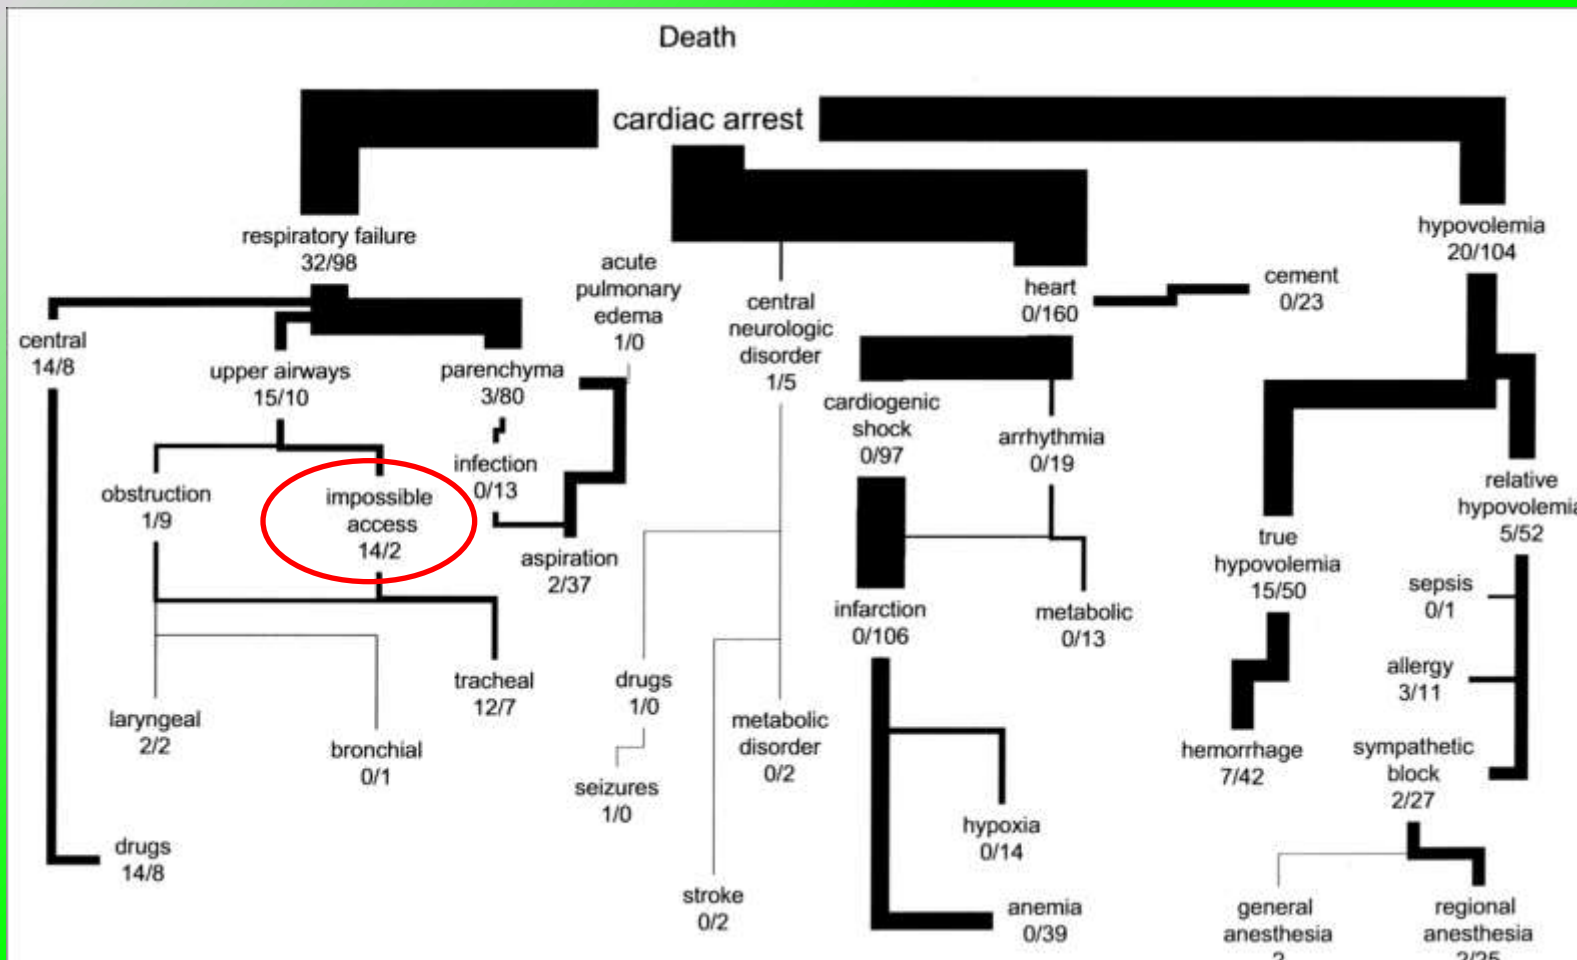 Death
cardiac arrest
respiratory failure
32/98
hypovolemia
20/104
acute
pulmonary
edema
1/0
central
neurologic
disorder
1/5
heart
0/160
cement
0/23
central
14/8
upper airways
15/10
parenchyma
3/80
cardiogenic
shock
0/97
arrhythmia
0/19
obstruction
1/9
impossible
access
14/2
infection
0/13
aspiration
2/37
relative
hypovolemia
5/52
true
hypovolemia
15/50
infarction
0/106
metabolic
0/13
sepsis
0/1
allergy
3/11
laryngeal
2/2
bronchial
0/1
tracheal
12/7
drugs
1/0
seizures
1/0
metabolic
disorder
0/2
hemorrhage
7/42
sympathetic
block
2/27
drugs
14/8
hypoxia
0/14
stroke
0/2
anemia
0/39
general
anesthesia
2
regional
anesthesia
2/25